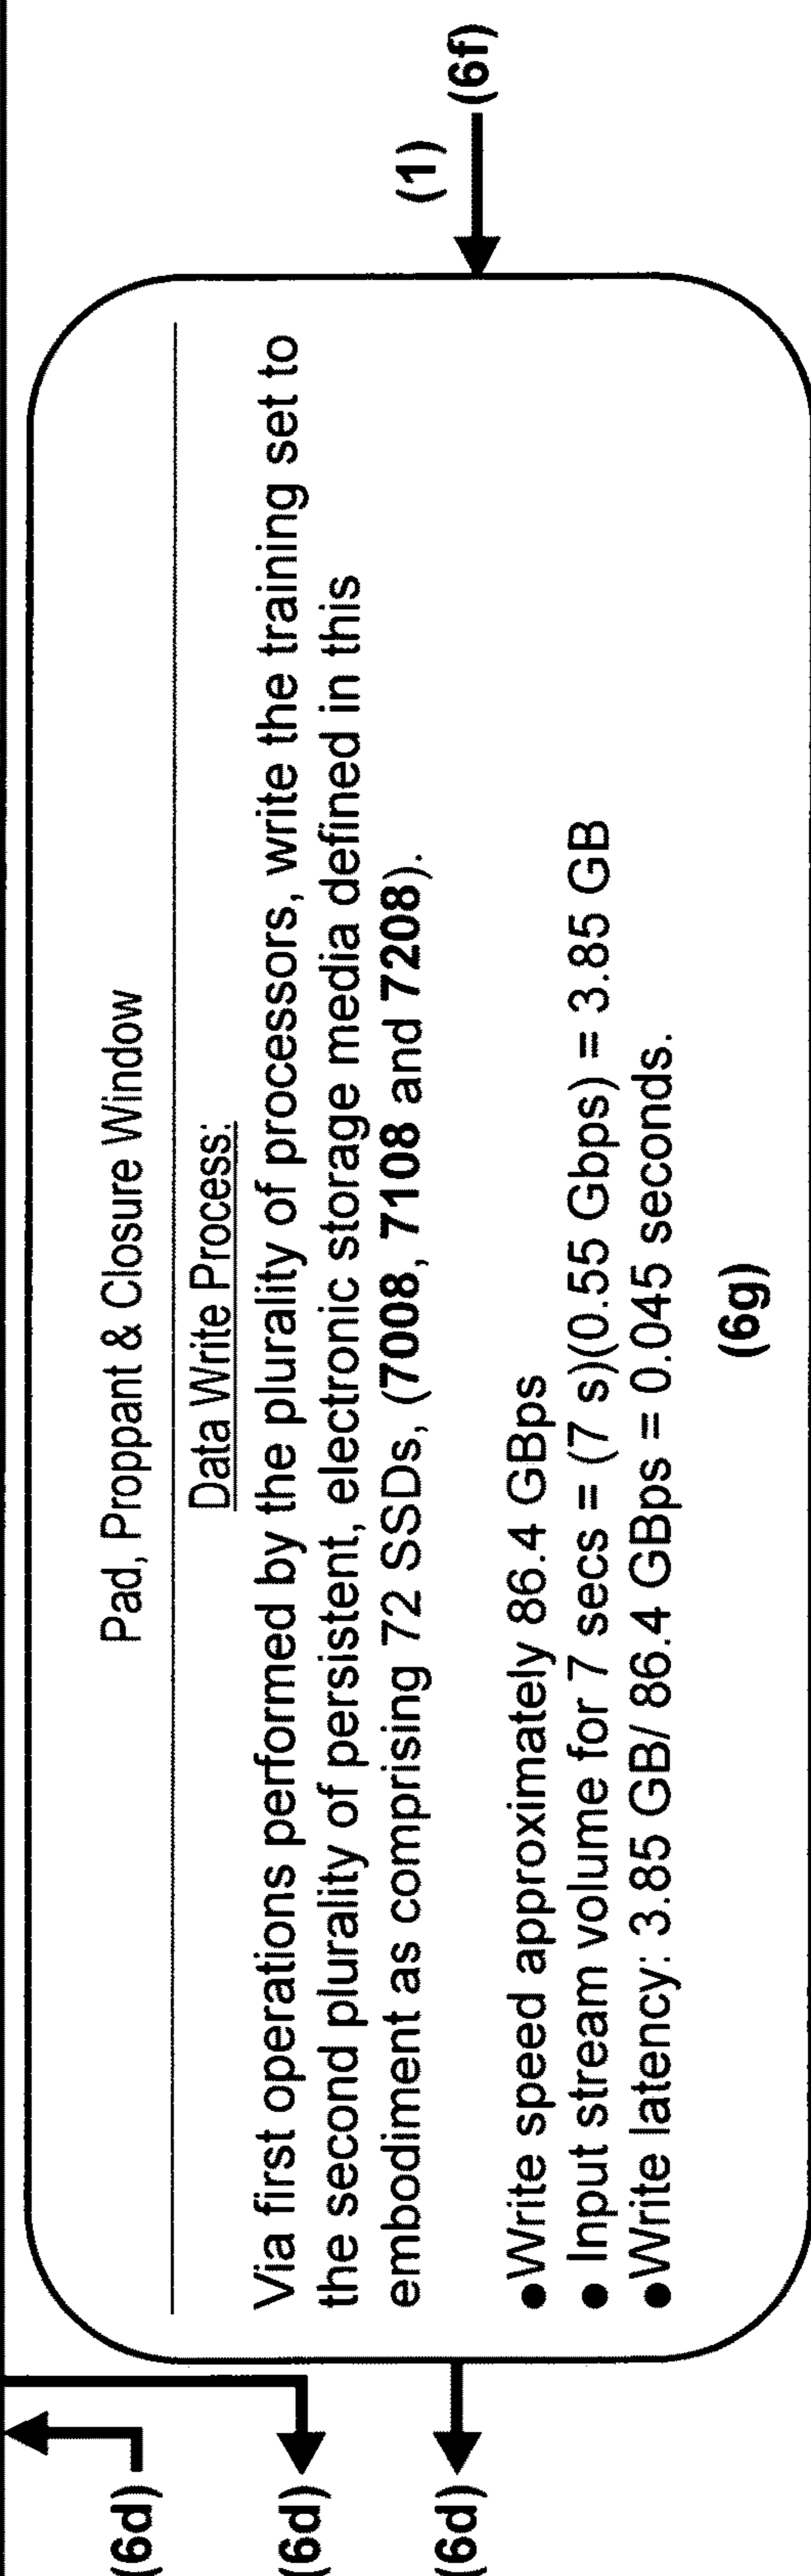 Pad, Proppant & Closure Window
Data Write Process:
Via first operations performed by the plurality of processors, write the training set to
the second plurality of persistent, electronic storage media defined in this
embodiment as comprising 72 SSDs, (7008, 7108 and 7208).
●Write speed approximately 86.4 GBps
● Input stream volume for 7 secs = (7 s)(0.55 Gbps) = 3.85 GB
●Write latency: 3.85 GB/ 86.4 GBps = 0.045 seconds.
(6g)
(6d)
(6d)
(6d)
(1)
(6f)